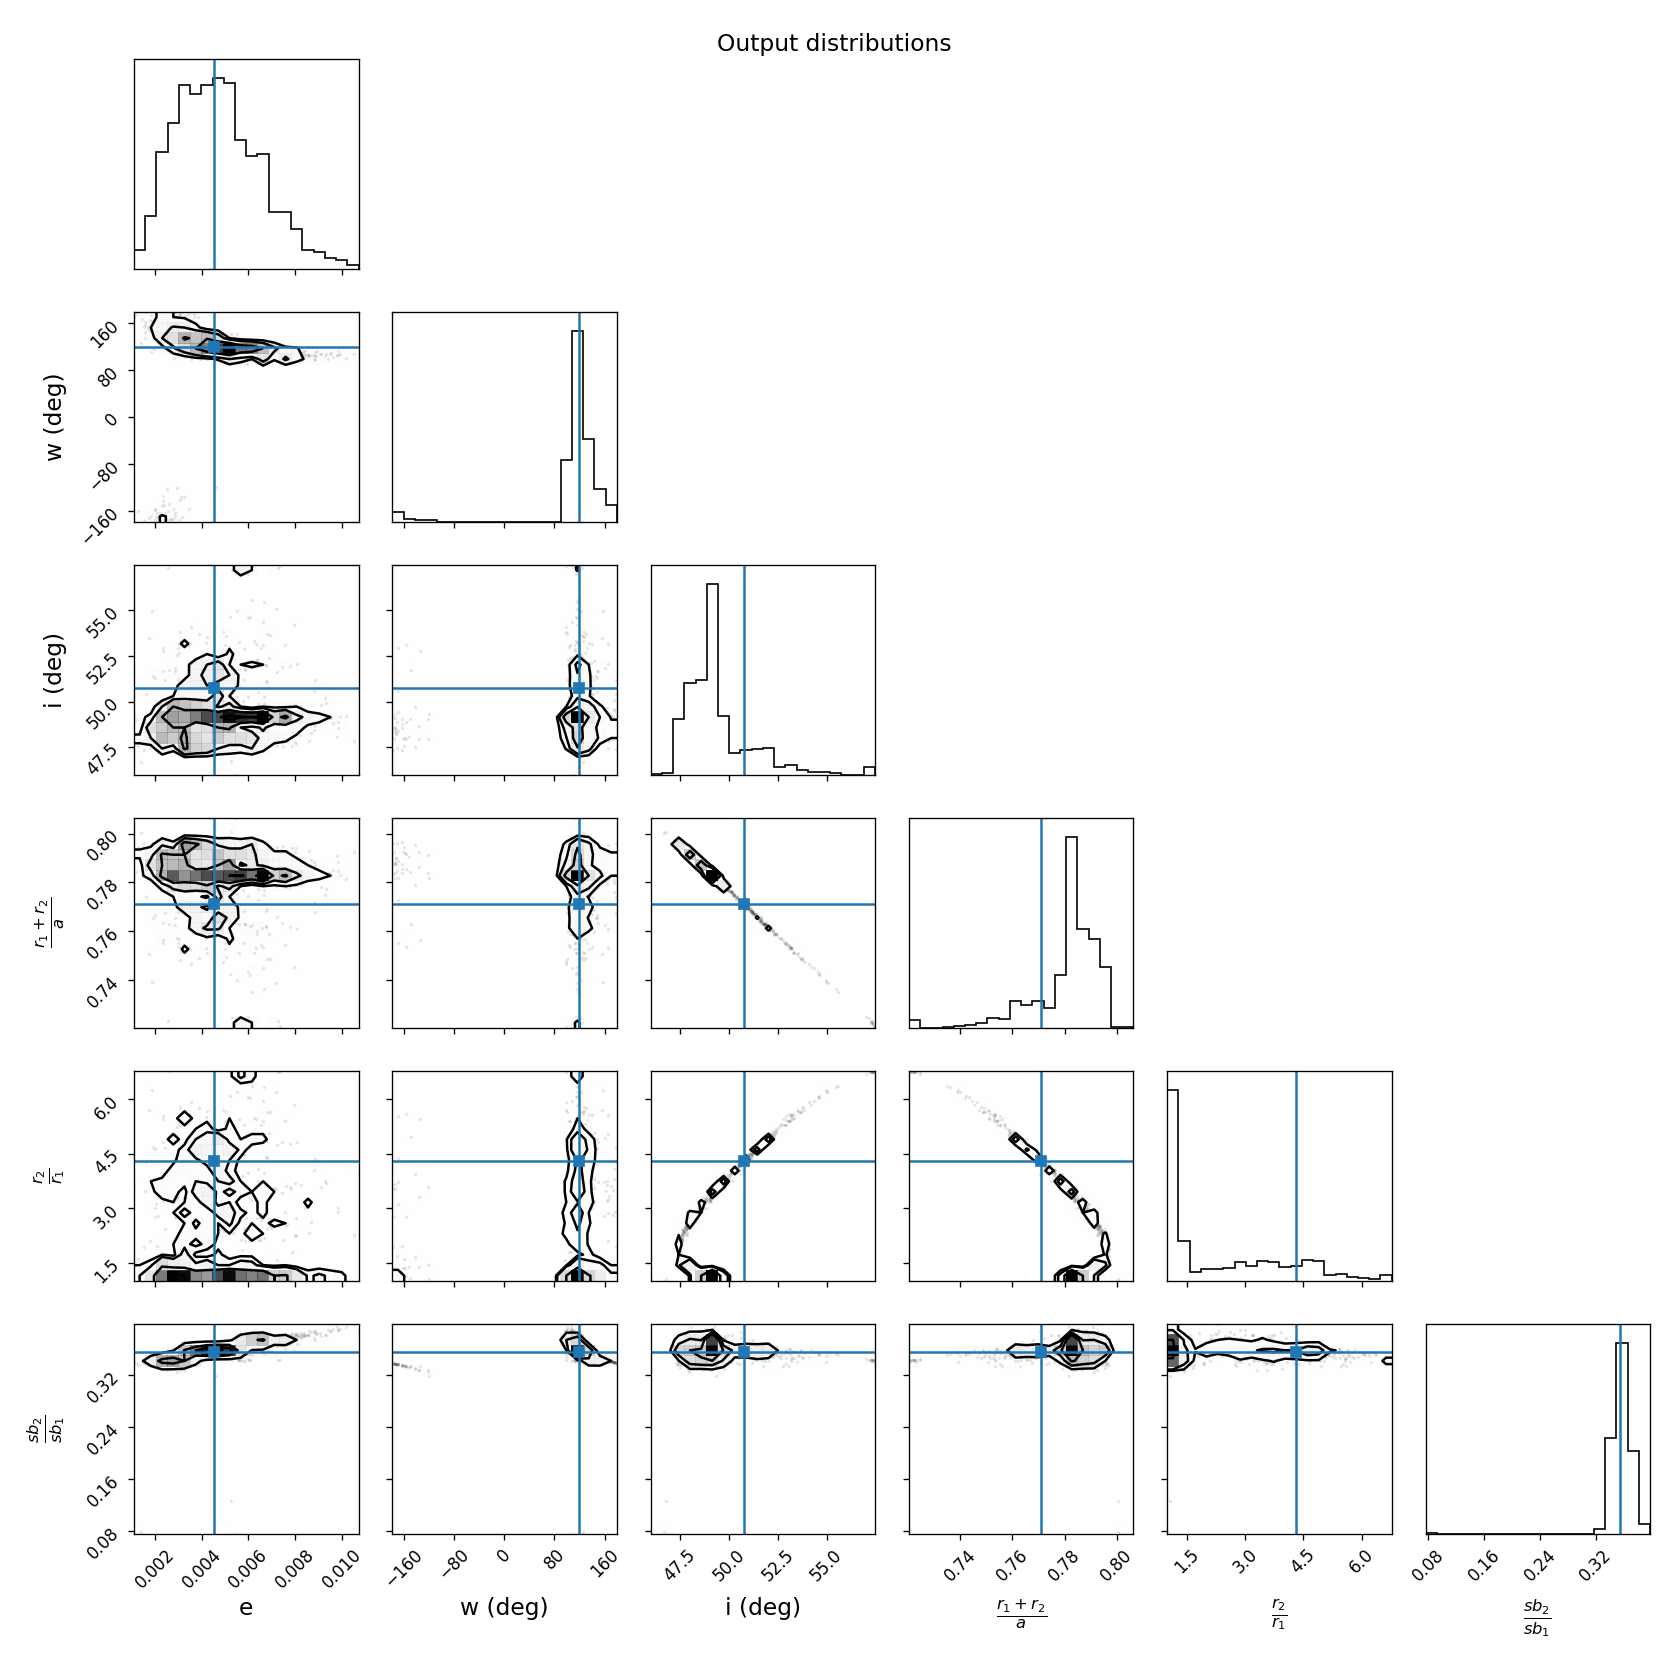 Output distributions
w (deg)
160
80
0
−80
−160
i (deg)
55.0
52.5
50.0
47.5
r₁ + r₂
a
0.80
0.78
0.76
0.74
r₂
r₁
6.0
4.5
3.0
1.5
sb₂
sb₁
0.32
0.24
0.16
0.08
0.002 0.004 0.006 0.008 0.010
−160 −80 0 80 160
47.5 50.0 52.5 55.0
0.74 0.76 0.78 0.80
1.5 3.0 4.5 6.0
0.08 0.16 0.24 0.32
e
w (deg)
i (deg)
r₁ + r₂
a
r₂
r₁
sb₂
sb₁